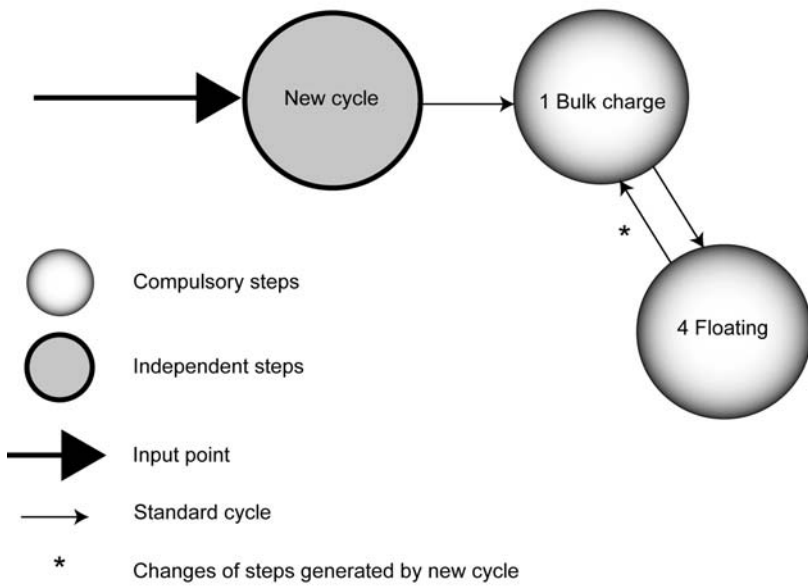 New cycle
1 Bulk charge
*
4 Floating
Compulsory steps
Independent steps
Input point
Standard cycle
* Changes of steps generated by new cycle